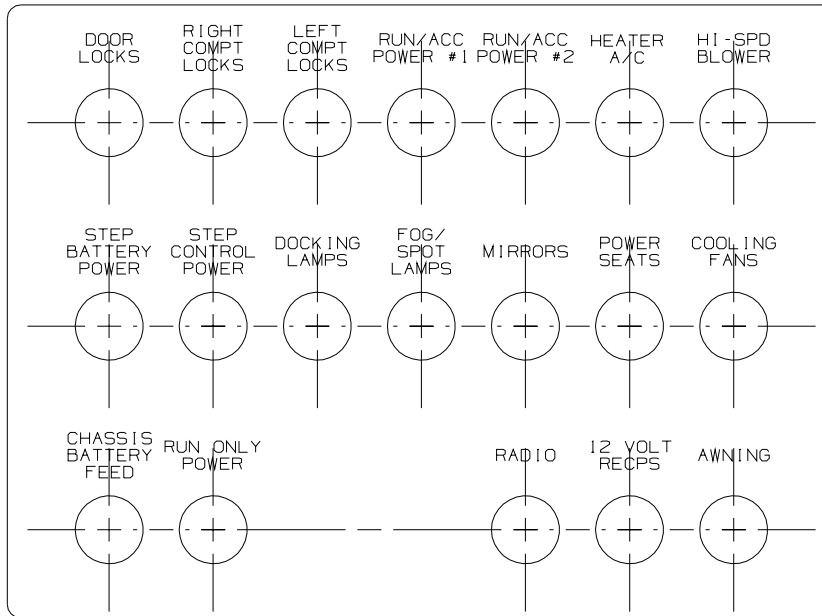 DOOR
LOCKS
RIGHT
COMPT
LOCKS
LEFT
COMPT
LOCKS
RUN/ACC
POWER #1
RUN/ACC
POWER #2
HEATER
A/C
HI-SPD
BLOWER
STEP
BATTERY
POWER
STEP
CONTROL
POWER
DOCKING
LAMPS
FOG/
SPOT
LAMPS
MIRRORS
POWER
SEATS
COOLING
FANS
CHASSIS
BATTERY
FEED
RUN ONLY
POWER
RADIO
12 VOLT
RECPS
AWNING